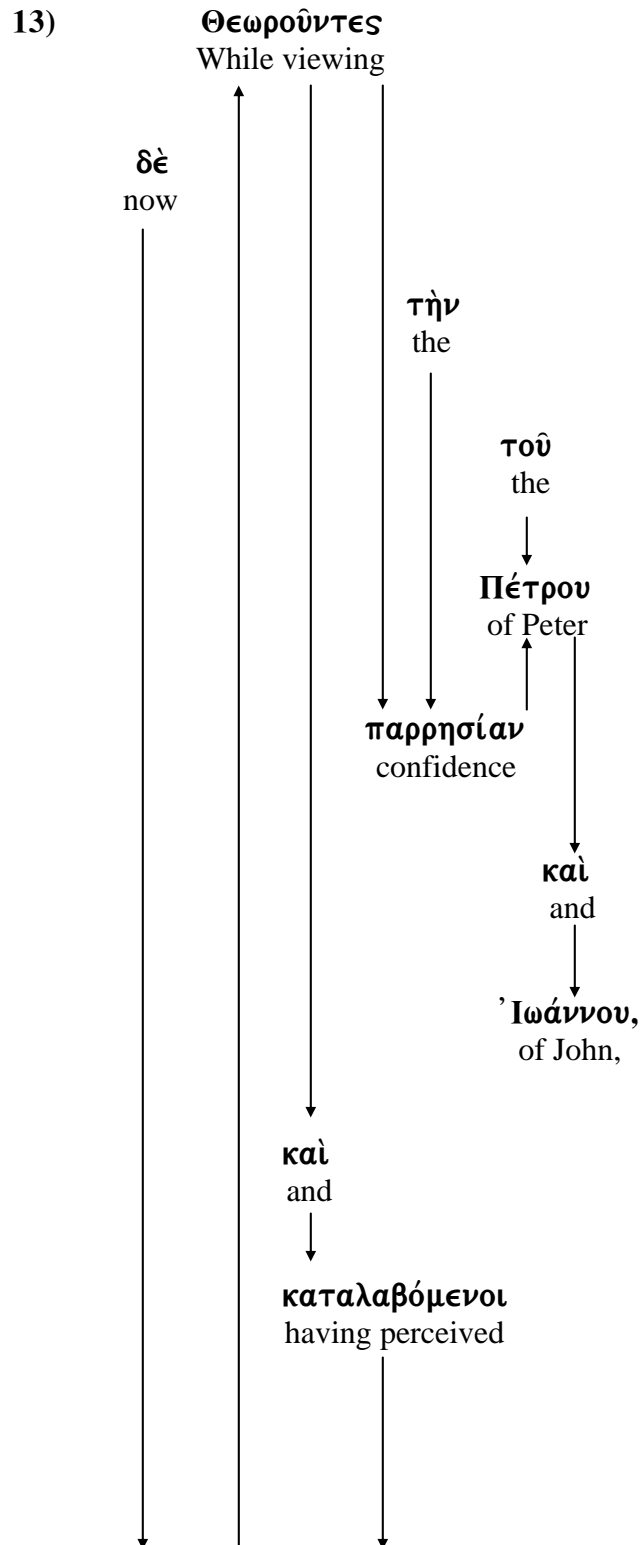 13) Θεωροῦντες
While viewing
δὲ
now
τὴν
the
τοῦ
the
Πέτρου
of Peter
παρρησίαν
confidence
καὶ
and
᾿Ιωάννου,
of John,
καὶ
and
καταλαβόμενοι
having perceived